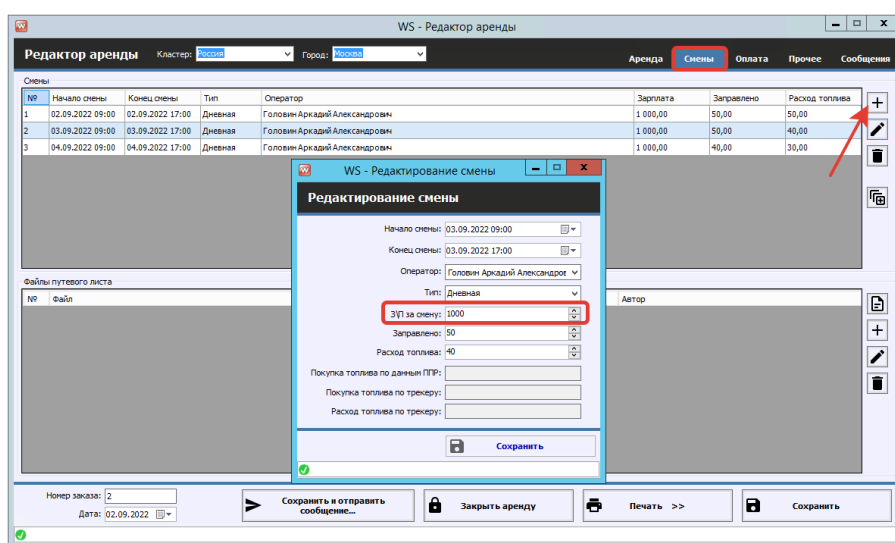 WS - Редактор аренды
Редактор аренды Кластер: Россия Город: Москва Аренда Смены Оплата Прочее Сообщения
Смены
№ Начало смены Конец смены Тип Оператор Зарплата Заправлено Расход топлива
1 02.09.2022 09:00 02.09.2022 17:00 Дневная Головин Аркадий Александрович 1 000,00 50,00 50,00
2 03.09.2022 09:00 03.09.2022 17:00 Дневная Головин Аркадий Александрович 1 000,00 50,00 40,00
3 04.09.2022 09:00 04.09.2022 17:00 Дневная Головин Аркадий Александрович 1 000,00 40,00 30,00
WS - Редактирование смены
Редактирование смены
Начало смены: 03.09.2022 09:00
Конец смены: 03.09.2022 17:00
Оператор: Головин Аркадий Александров
Тип: Дневная
З\П за смену: 1000
Заправлено: 50
Расход топлива: 40
Покупка топлива по данным ППР:
Покупка топлива по трекеру:
Расход топлива по трекеру:
Сохранить
Файлы путевого листа
№ Файл Автор
Номер заказа: 2
Дата: 02.09.2022
Сохранить и отправить
сообщение...
Закрыть аренду
Печать >>
Сохранить